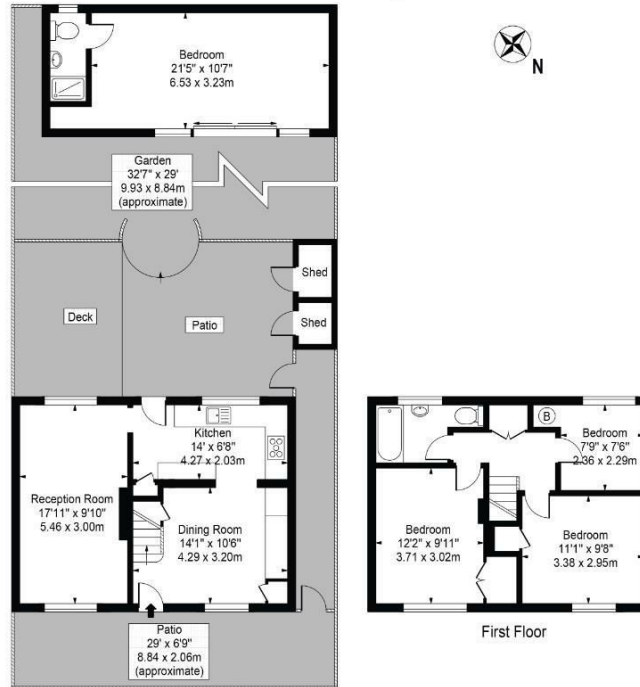 Bedroom
21'5" x 10'7"
6.53 x 3.23m
N
Garden
32'7" x 29'
9.93 x 8.84m
(approximate)
Shed
Shed
Deck
Patio
Kitchen
14' x 6'8"
4.27 x 2.03m
Reception Room
17'11" x 9'10"
5.46 x 3.00m
Dining Room
14'1" x 10'6"
4.29 x 3.20m
Patio
29' x 6'9"
8.84 x 2.06m
(approximate)
B
Bedroom
7'9" x 7'6"
2.36 x 2.29m
Bedroom
12'2" x 9'11"
3.71 x 3.02m
Bedroom
11'1" x 9'8"
3.38 x 2.95m
First Floor